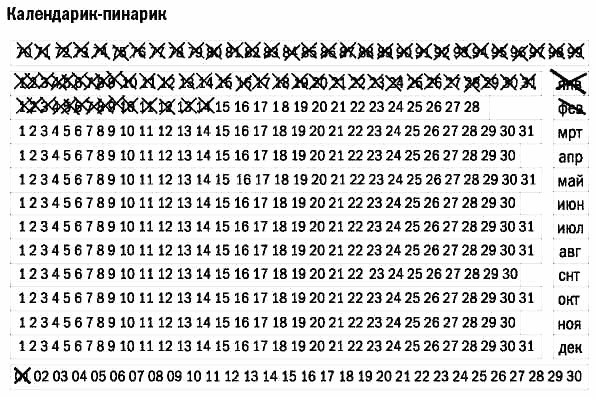 Календарик-пинарик
70 71 72 73 74 75 76 77 78 79 80 81 82 83 84 85 86 87 88 89 90 91 92 93 94 95 96 97 98 99
1 2 3 4 5 6 7 8 9 10 11 12 13 14 15 16 17 18 19 20 21 22 23 24 25 26 27 28 29 30 31 янв
1 2 3 4 5 6 7 8 9 10 11 12 13 14 15 16 17 18 19 20 21 22 23 24 25 26 27 28 фев
1 2 3 4 5 6 7 8 9 10 11 12 13 14 15 16 17 18 19 20 21 22 23 24 25 26 27 28 29 30 31 мрт
1 2 3 4 5 6 7 8 9 10 11 12 13 14 15 16 17 18 19 20 21 22 23 24 25 26 27 28 29 30 апр
1 2 3 4 5 6 7 8 9 10 11 12 13 14 15 16 17 18 19 20 21 22 23 24 25 26 27 28 29 30 31 май
1 2 3 4 5 6 7 8 9 10 11 12 13 14 15 16 17 18 19 20 21 22 23 24 25 26 27 28 29 30 июн
1 2 3 4 5 6 7 8 9 10 11 12 13 14 15 16 17 18 19 20 21 22 23 24 25 26 27 28 29 30 31 июл
1 2 3 4 5 6 7 8 9 10 11 12 13 14 15 16 17 18 19 20 21 22 23 24 25 26 27 28 29 30 31 авг
1 2 3 4 5 6 7 8 9 10 11 12 13 14 15 16 17 18 19 20 21 22 23 24 25 26 27 28 29 30 снт
1 2 3 4 5 6 7 8 9 10 11 12 13 14 15 16 17 18 19 20 21 22 23 24 25 26 27 28 29 30 31 окт
1 2 3 4 5 6 7 8 9 10 11 12 13 14 15 16 17 18 19 20 21 22 23 24 25 26 27 28 29 30 ноя
1 2 3 4 5 6 7 8 9 10 11 12 13 14 15 16 17 18 19 20 21 22 23 24 25 26 27 28 29 30 31 дек
01 02 03 04 05 06 07 08 09 10 11 12 13 14 15 16 17 18 19 20 21 22 23 24 25 26 27 28 29 30